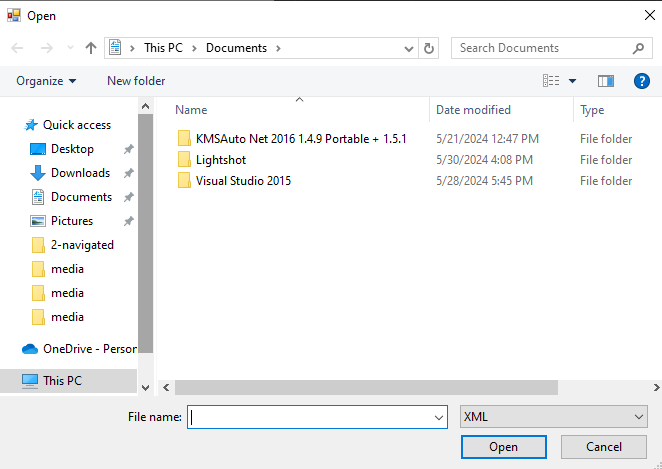 Open
This PC > Documents >
Search Documents
Organize
New folder
Name
Date modified
Type
Quick access
Desktop
Downloads
Documents
Pictures
2-navigated
media
media
media
OneDrive - Person
This PC
KMSAuto Net 2016 1.4.9 Portable + 1.5.1 5/21/2024 12:47 PM File folder
Lightshot 5/30/2024 4:08 PM File folder
Visual Studio 2015 5/28/2024 5:45 PM File folder
File name:
XML
Open
Cancel